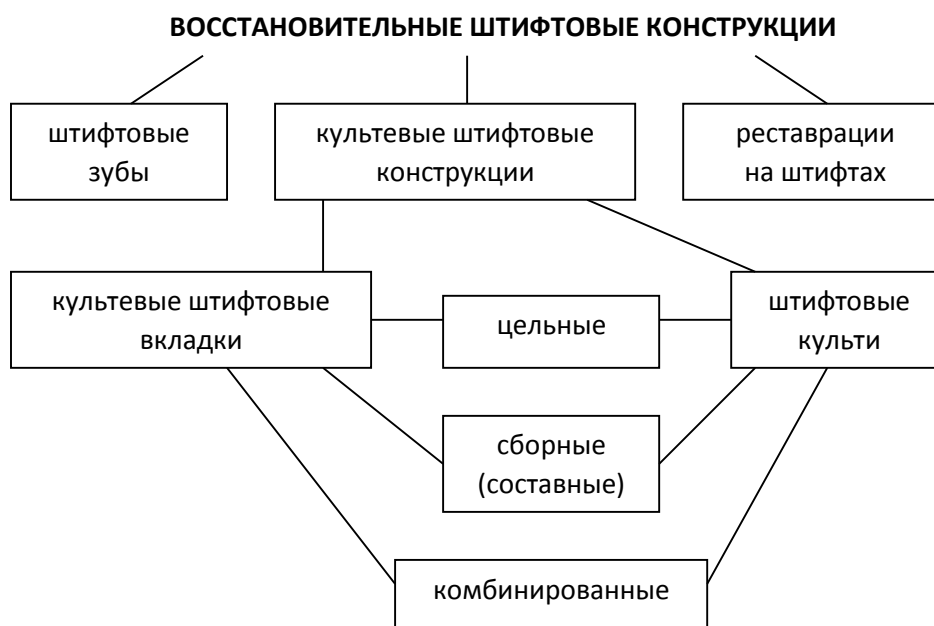 ВОССТАНОВИТЕЛЬНЫЕ ШТИФТОВЫЕ КОНСТРУКЦИИ
штифтовые
зубы
культевые штифтовые
конструкции
реставрации
на штифтах
культевые штифтовые
вкладки
цельные
штифтовые
культи
сборные
(составные)
комбинированные